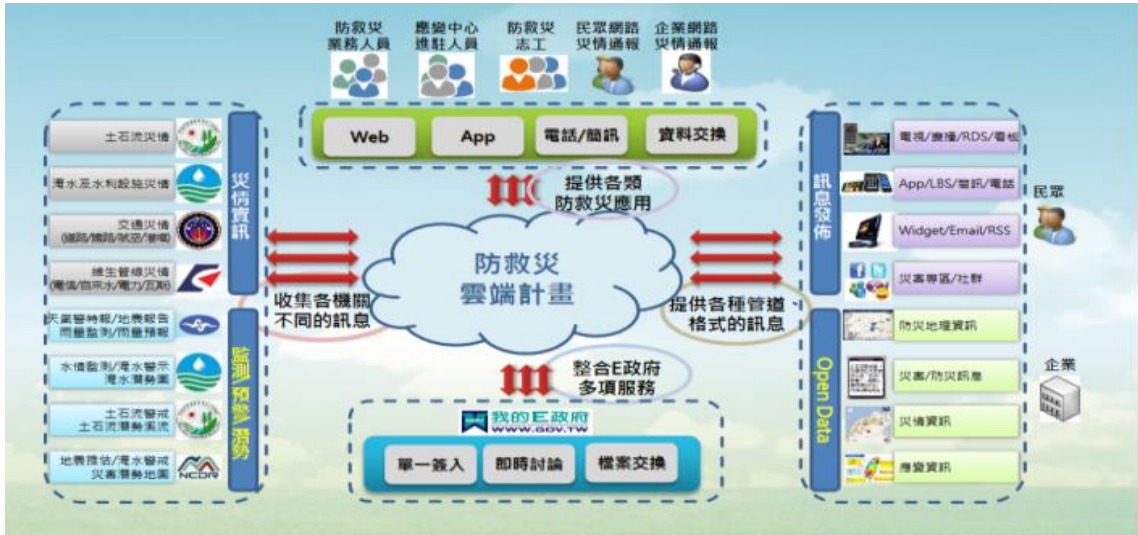 防救災
業務人員
應變中心
進駐人員
防救災
志工
民眾網路
災情通報
企業網路
災情通報
Web
App
電話/簡訊
資料交換
提供各類
防救災應用
災情資訊
土石流災情
淹水及水利設施災情
交通災情
(道路/鐵路/航空/港埠)
維生管線災情
(電信/自來水/電力/瓦斯)
收集各機關
不同的訊息
監測/預警/潛勢
天氣警特報/地震報告
雨量監測/雨量預報
水情監測/淹水警示
淹水潛勢圖
土石流警戒
土石流潛勢溪流
地震推估/淹水警戒
災害潛勢地圖
NCDR
防救災
雲端計畫
提供各種管道
格式的訊息
整合E政府
多項服務
我的E政府
WWW.GOV.TW
單一簽入
即時討論
檔案交換
訊息發佈
電視/廣播/RDS/看板
App/LBS/簡訊/電話
Widget/Email/RSS
災害專區/社群
民眾
Open Data
防災地理資訊
災害/防災訊息
災情資訊
應變資訊
企業